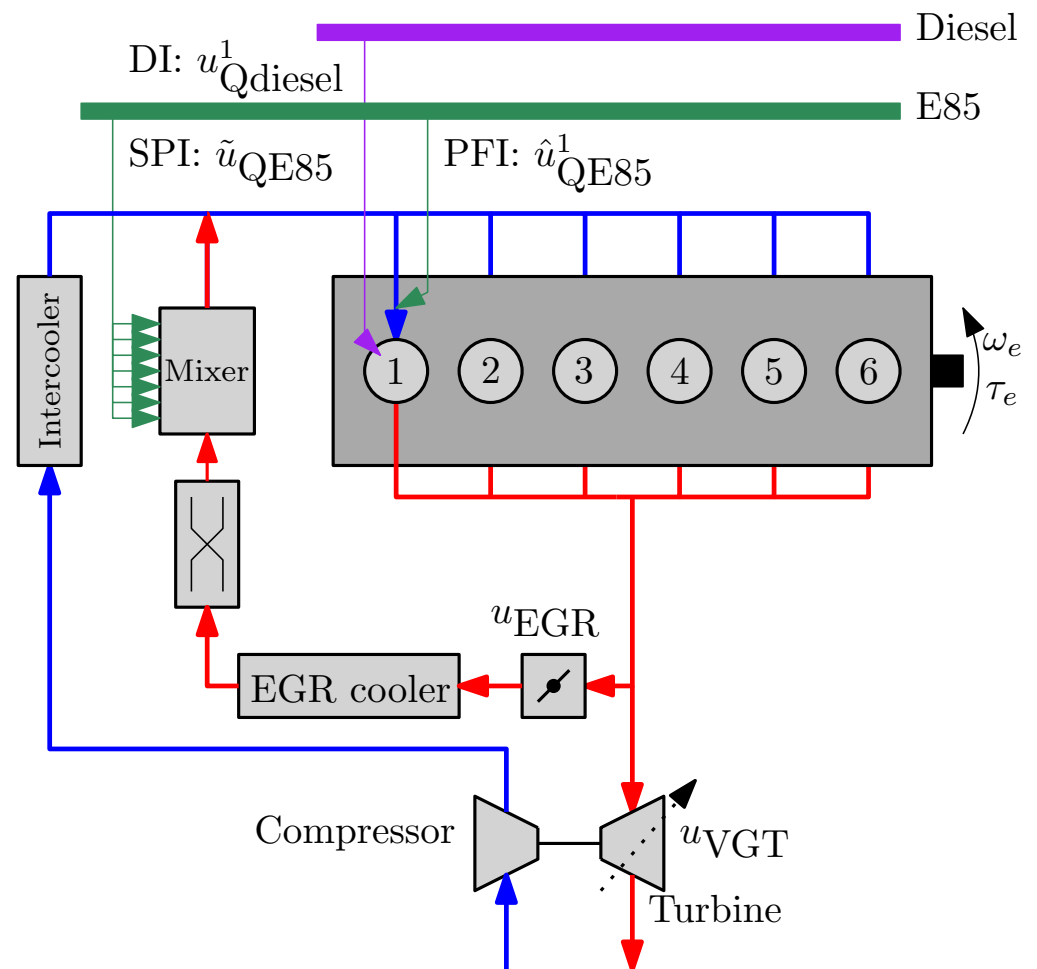 Diesel
DI: u¹Qdiesel
E85
SPI: ũQE85
PFI: û¹QE85
Intercooler
Mixer
1 2 3 4 5 6
ωe
τe
uEGR
EGR cooler
Compressor
uVGT
Turbine